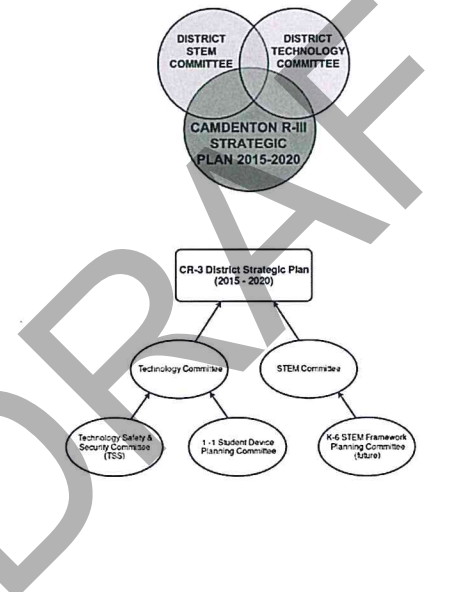 DISTRICT
STEM
COMMITTEE
DISTRICT
TECHNOLOGY
COMMITTEE
CAMDENTON R-III
STRATEGIC
PLAN 2015-2020
CR-3 District Strategic Plan
(2015 - 2020)
Technology Committee
STEM Committee
Technology Safety &
Security Committee
(TSS)
1 -1 Student Device
Planning Committee
K-6 STEM Framework
Planning Committee
(future)
DRAFT